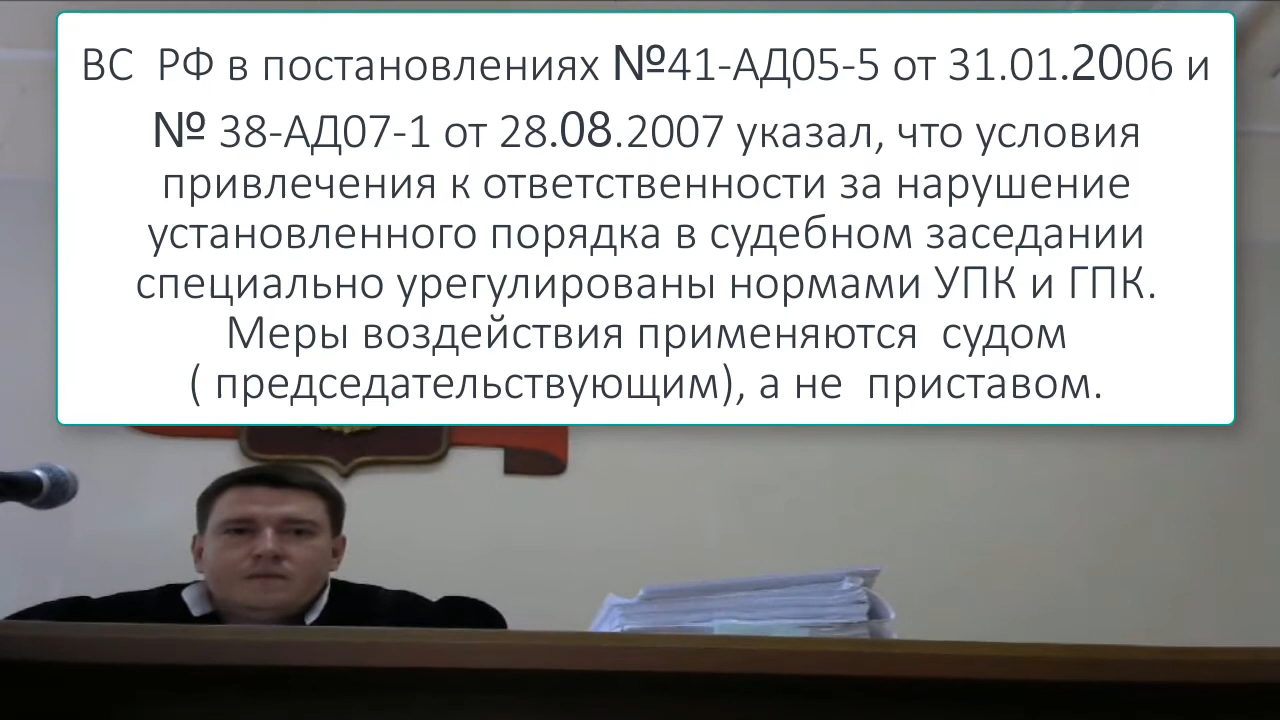 ВС РФ в постановлениях №41-АД05-5 от 31.01.2006 и
№ 38-АД07-1 от 28.08.2007 указал, что условия
привлечения к ответственности за нарушение
установленного порядка в судебном заседании
специально урегулированы нормами УПК и ГПК.
Меры воздействия применяются судом
( председательствующим), а не приставом.